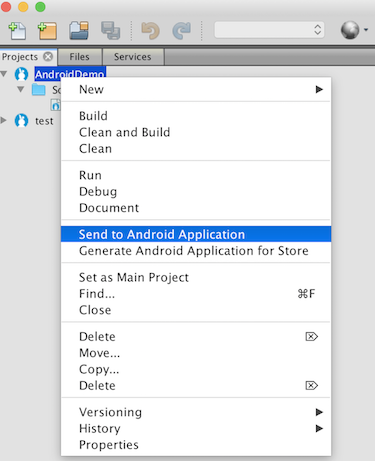 Projects
Files
Services
AndroidDemo
New
Build
test
Clean and Build
Clean
Run
Debug
Document
Send to Android Application
Generate Android Application for Store
Set as Main Project
Find... ⌘F
Close
Delete ⌦
Move...
Copy...
Delete ⌦
Versioning
History
Properties